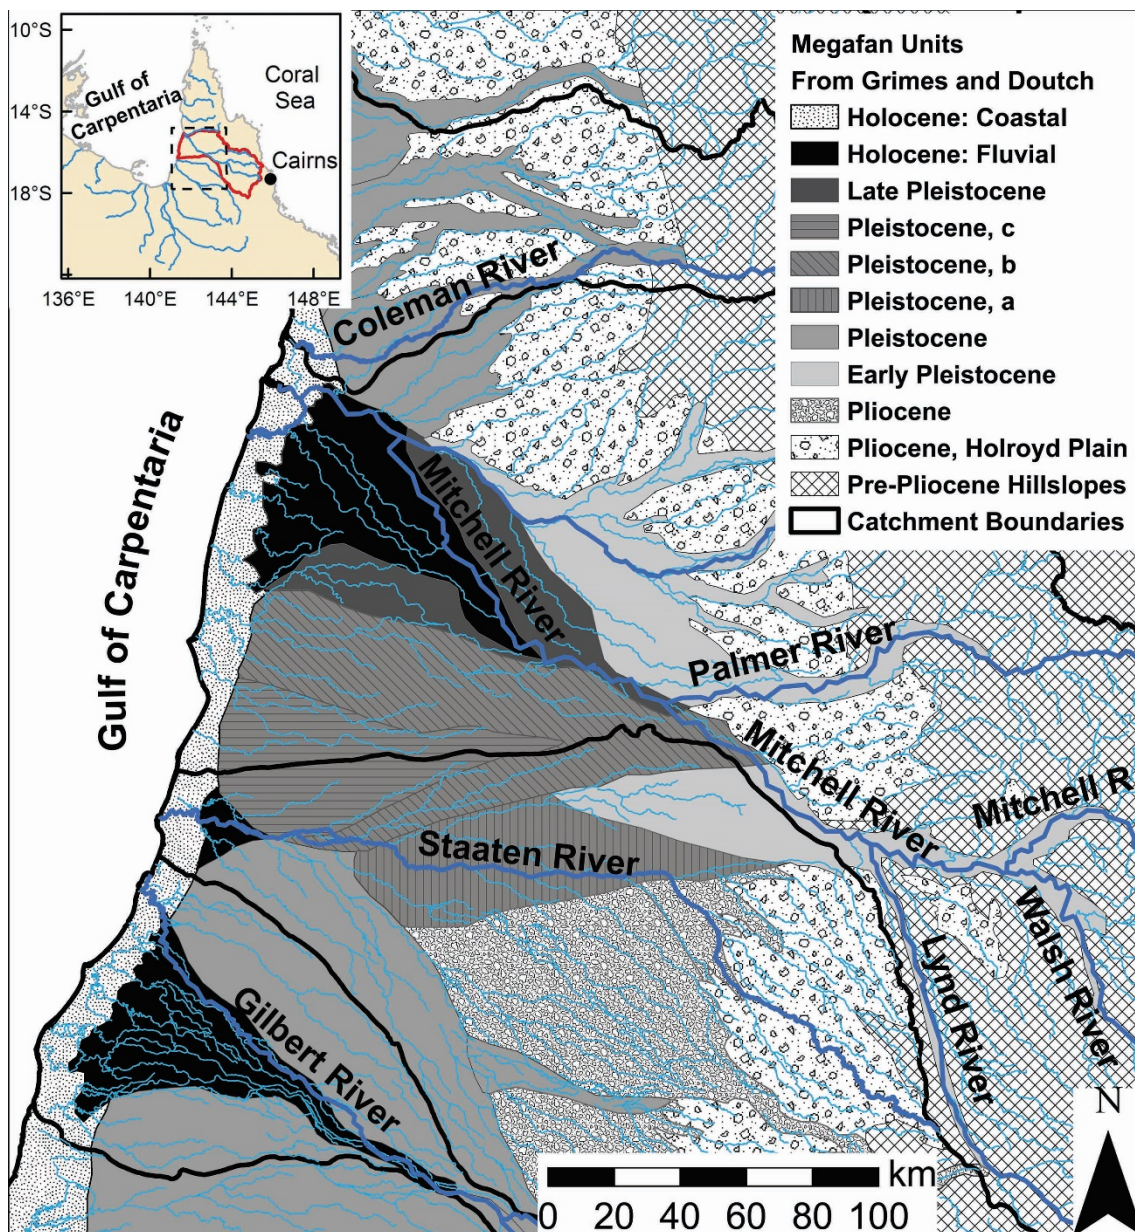 10°S
14°S
18°S
136°E
140°E
144°E
148°E
Gulf of
Carpentaria
Coral
Sea
Cairns
Megafan Units
From Grimes and Doutch
Holocene: Coastal
Holocene: Fluvial
Late Pleistocene
Pleistocene, c
Pleistocene, b
Pleistocene, a
Pleistocene
Early Pleistocene
Pliocene
Pliocene, Holroyd Plain
Pre-Pliocene Hillslopes
Catchment Boundaries
Coleman River
Gulf of Carpentaria
Mitchell River
Palmer River
Mitchell River
Mitchell R
Staaten River
Walsh River
Lynd River
Gilbert River
N
km
0 20 40 60 80 100